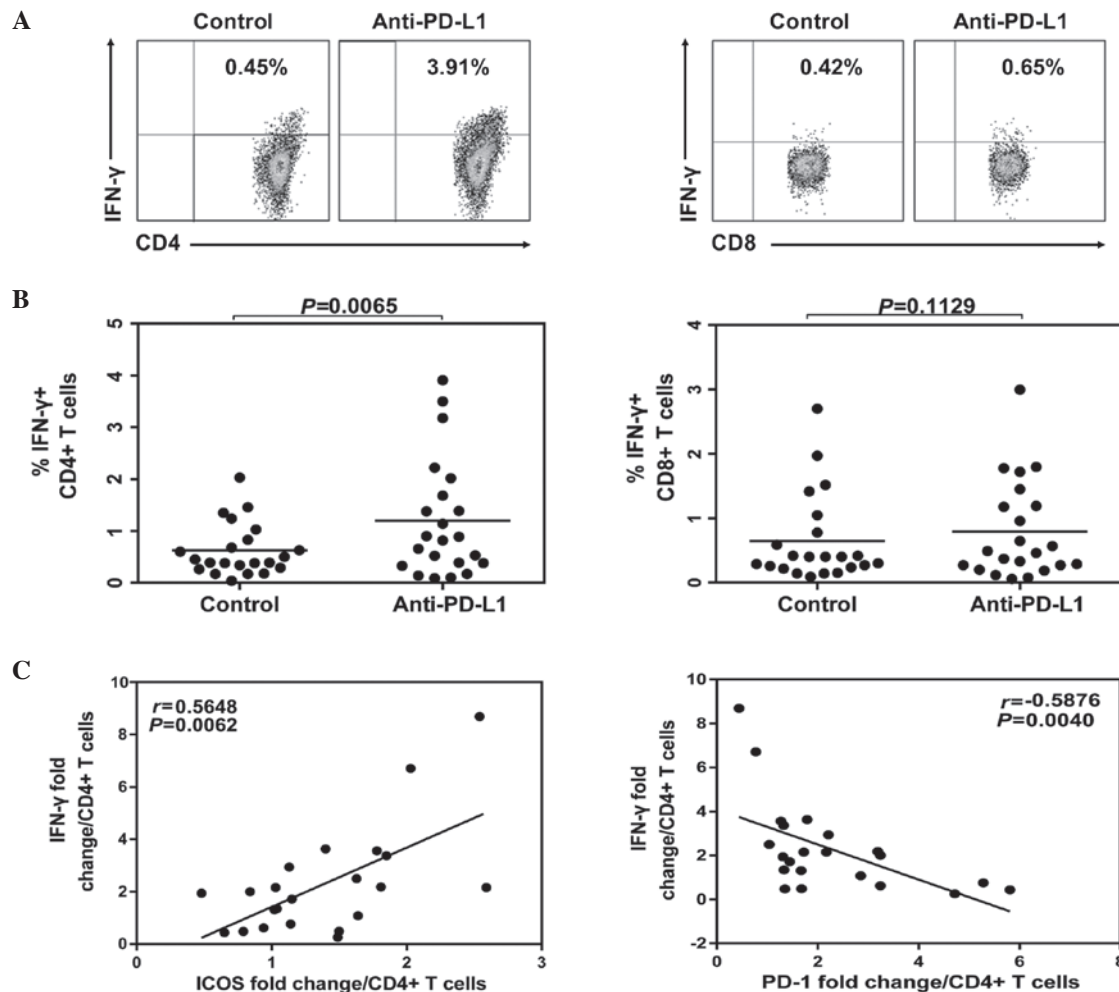 A
Control Anti-PD-L1
0.45% 3.91%
IFN-γ
CD4
Control Anti-PD-L1
0.42% 0.65%
IFN-γ
CD8
B
P=0.0065
% IFN-γ+
CD4+ T cells
5
4
3
2
1
0
Control Anti-PD-L1
P=0.1129
% IFN-γ+
CD8+ T cells
4
3
2
1
0
Control Anti-PD-L1
C
r=0.5648
P=0.0062
IFN-γ fold
change/CD4+ T cells
10
8
6
4
2
0
0 1 2 3
ICOS fold change/CD4+ T cells
r=-0.5876
P=0.0040
IFN-γ fold
change/CD4+ T cells
10
8
6
4
2
0
-2
0 2 4 6 8
PD-1 fold change/CD4+ T cells